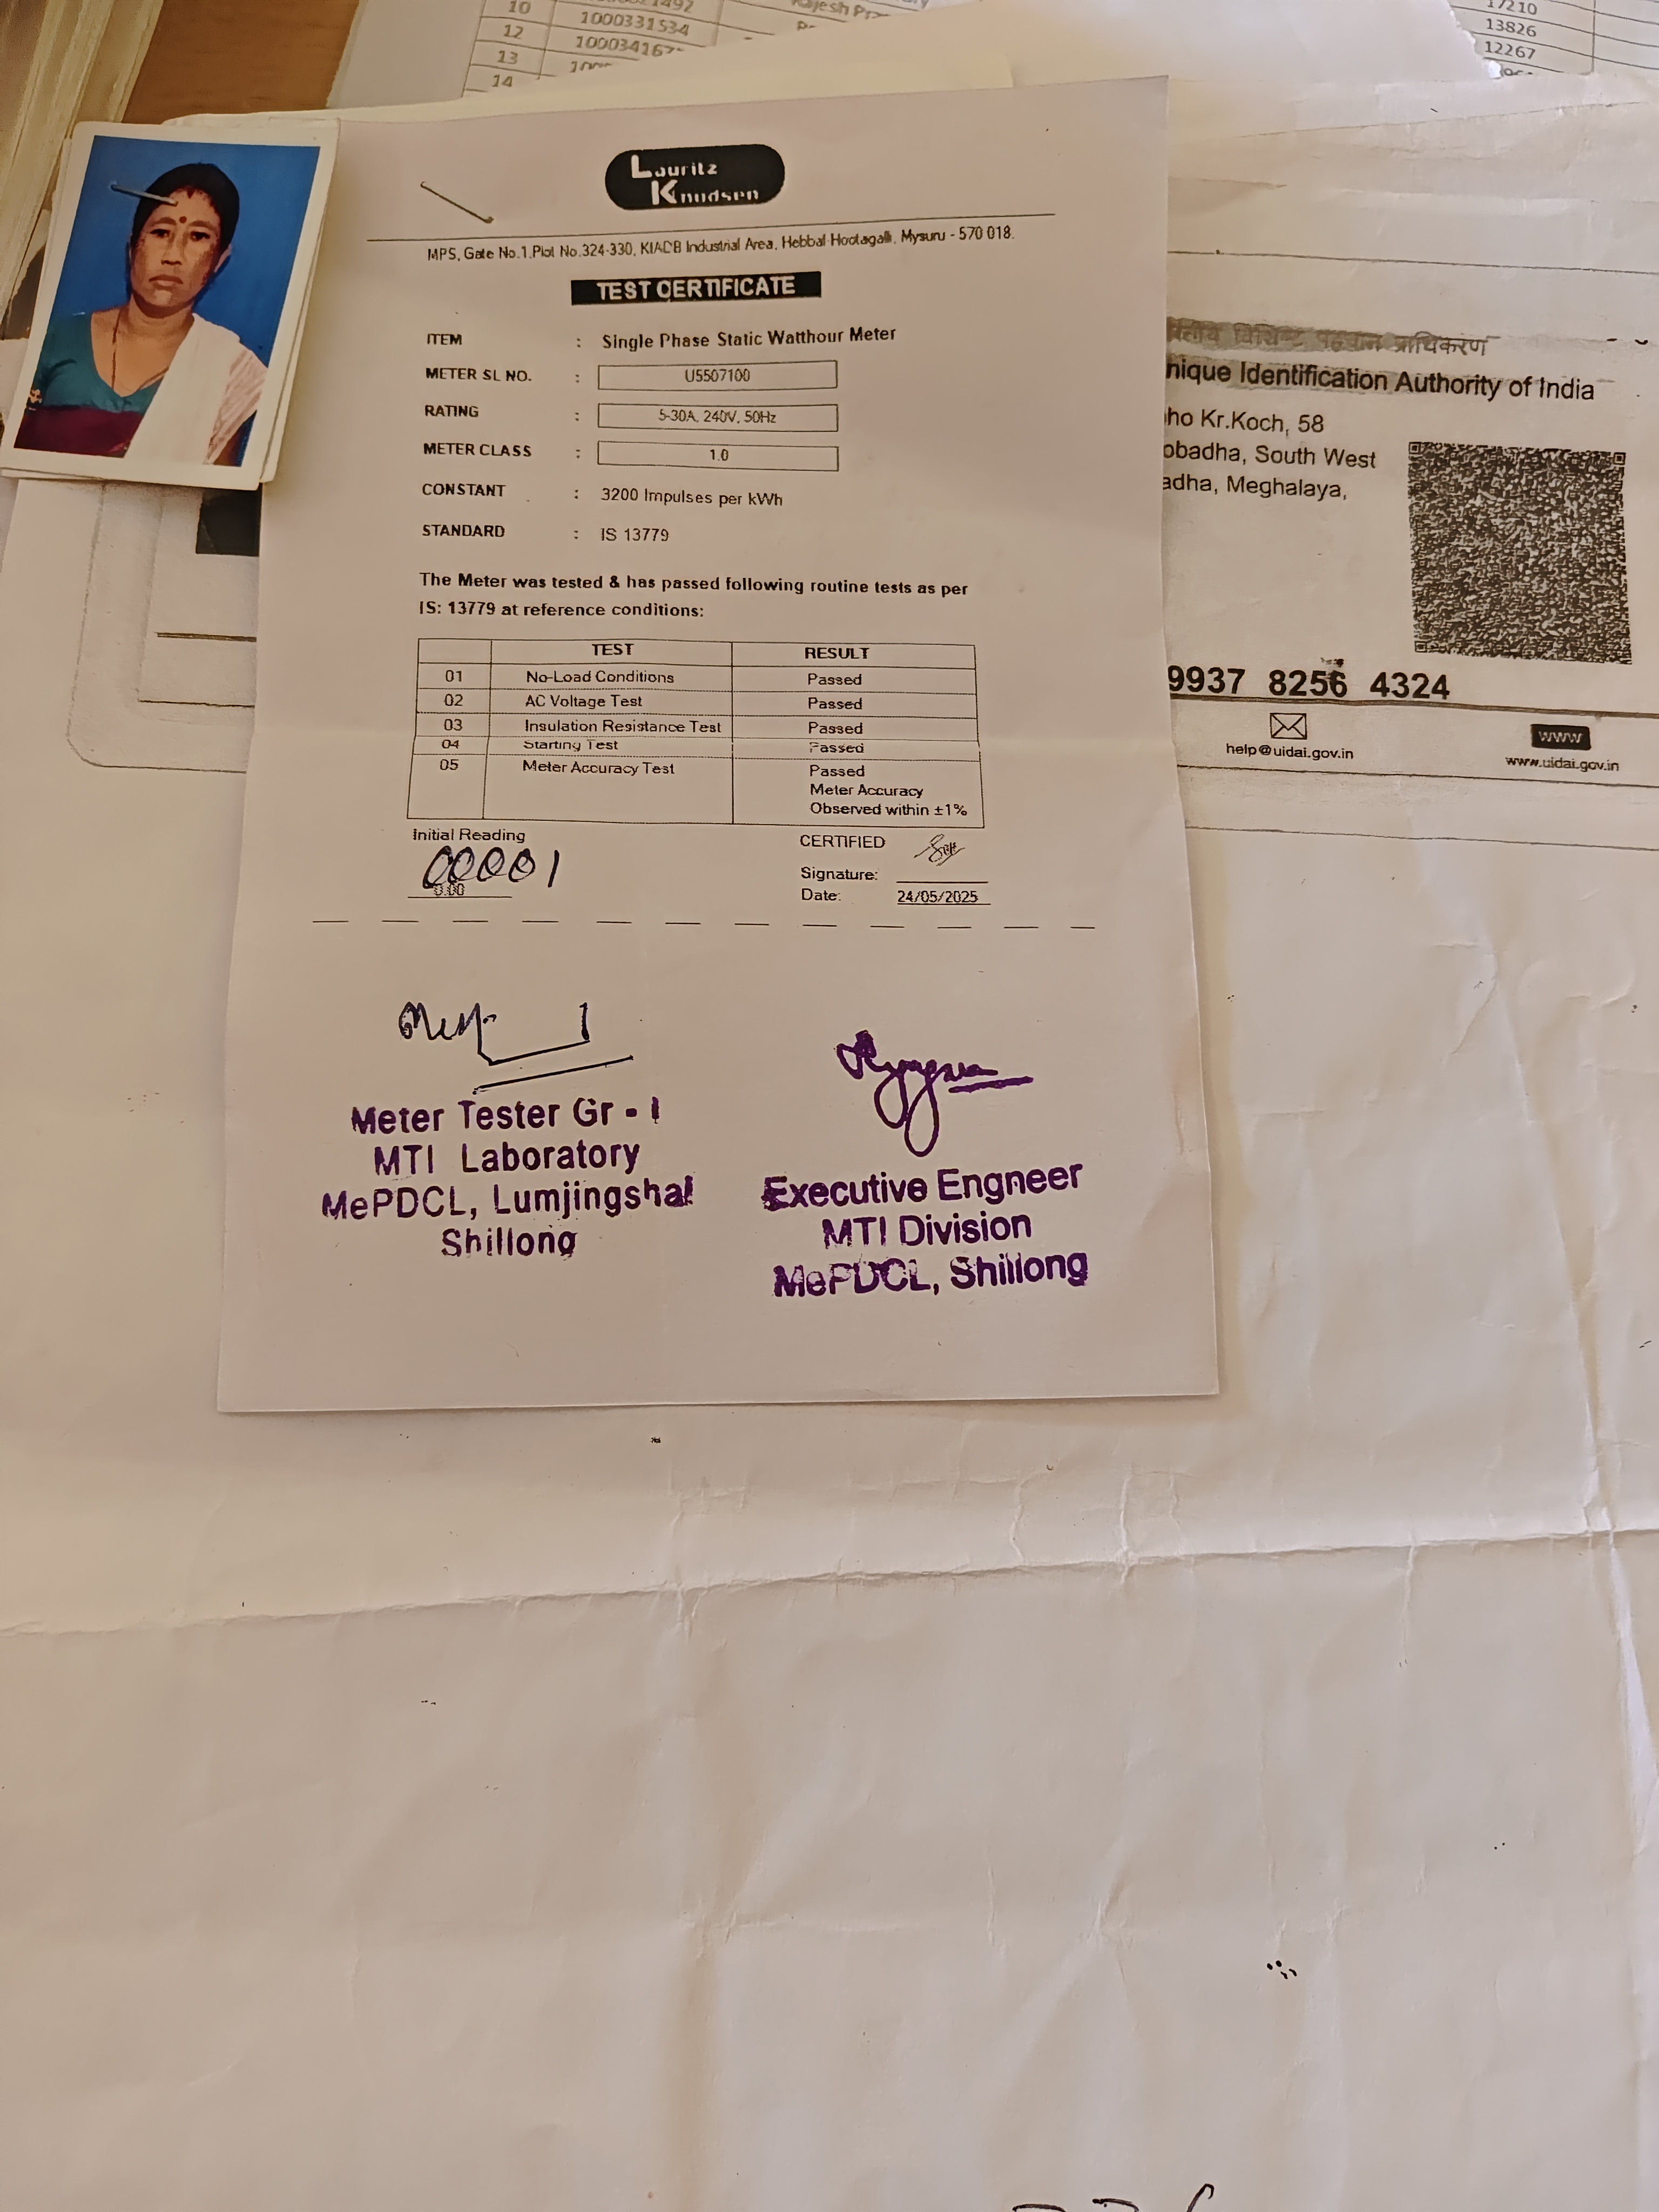 10
12 1000331534
13
14
17210
13826
12267
Lauritz
Knudsen
MPS, Gate No.1,Plot No.324-330, KIADB Industrial Area, Hebbal Hootagalli, Mysuru - 570 018.
TEST CERTIFICATE
ITEM : Single Phase Static Watthour Meter
METER SL NO. : U5507100
RATING : 5-30A, 240V, 50Hz
METER CLASS : 1.0
CONSTANT : 3200 Impulses per kWh
STANDARD : IS 13779
The Meter was tested & has passed following routine tests as per
IS: 13779 at reference conditions:
TEST RESULT
01 No-Load Conditions Passed
02 AC Voltage Test Passed
03 Insulation Resistance Test Passed
04 Starting Test Passed
05 Meter Accuracy Test Passed
Meter Accuracy
Observed within ±1%
Initial Reading
00001
0.00
CERTIFIED
Signature:
Date: 24/05/2025
Meter Tester Gr - I
MTI Laboratory
MePDCL, Lumjingshai
Shillong
Executive Engneer
MTI Division
MePDCL, Shillong
विशिष्ट पहचान प्राधिकरण
nique Identification Authority of India
ho Kr.Koch, 58
obadha, South West
adha, Meghalaya,
9937 8256 4324
help@uidai.gov.in
www
www.uidai.gov.in